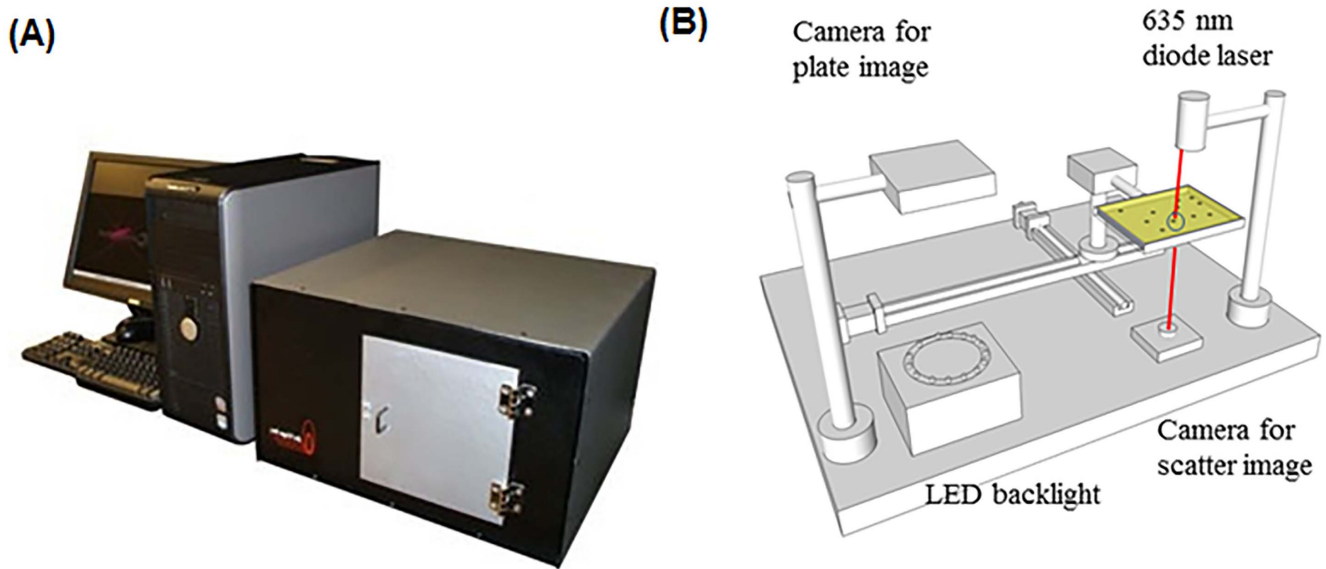 (A)
(B)
Camera for
plate image
635 nm
diode laser
Camera for
scatter image
LED backlight